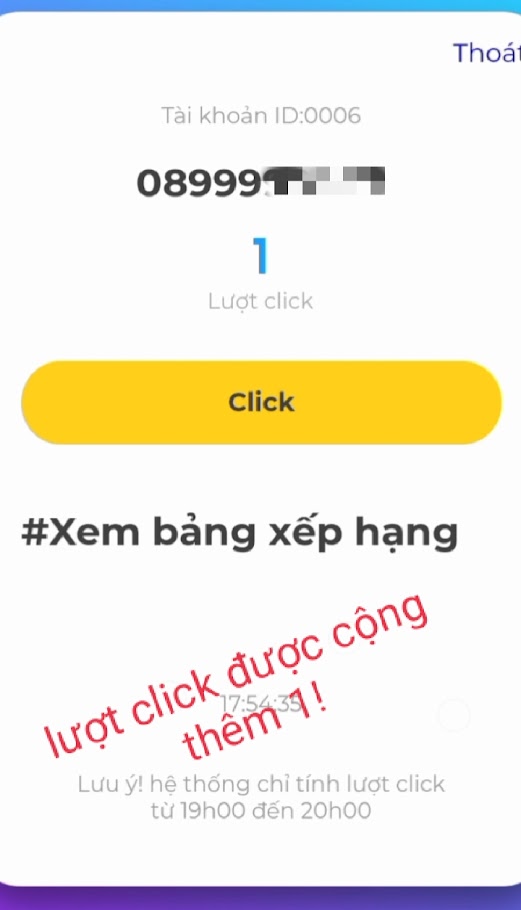 Thoát
Tài khoản ID:0006
08999
1
Lượt click
Click
#Xem bảng xếp hạng
lượt click được cộng
thêm 1!
17:54:35
Lưu ý! hệ thống chỉ tính lượt click
từ 19h00 đến 20h00